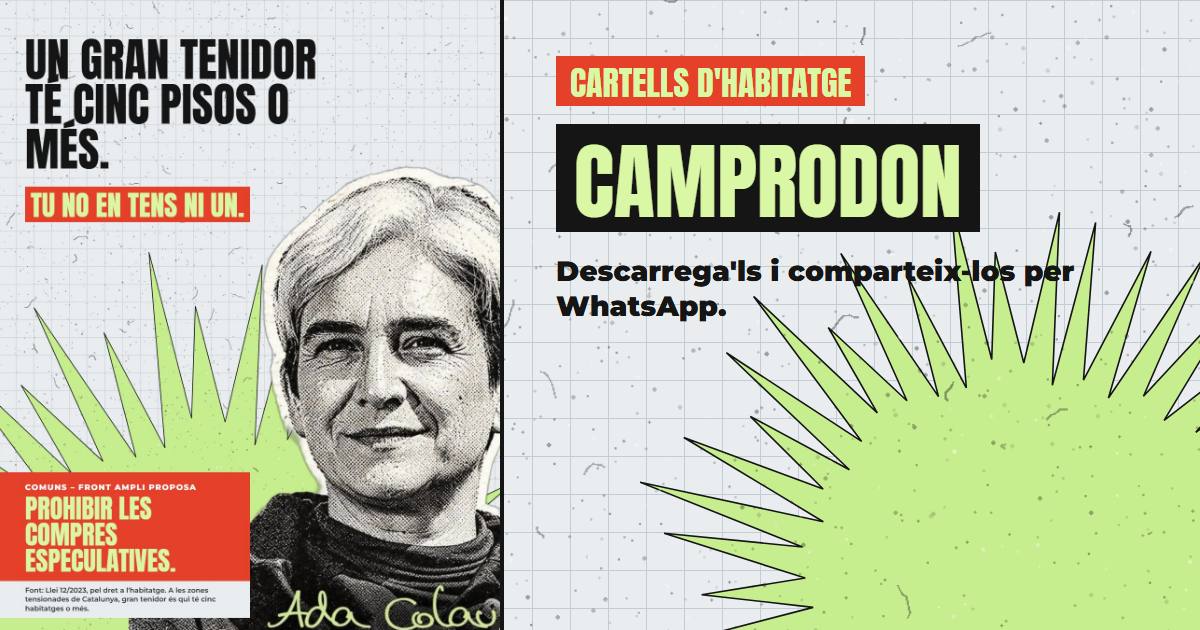 UN GRAN TENIDOR
TÉ CINC PISOS O
MÉS.
TU NO EN TENS NI UN.
COMUNS – FRONT AMPLI PROPOSA
PROHIBIR LES
COMPRES
ESPECULATIVES.
Font: Llei 12/2023, pel dret a l'habitatge. A les zones
tensionades de Catalunya, gran tenidor és qui té cinc
habitatges o més.
Ada Colau
CARTELLS D'HABITATGE
CAMPRODON
Descarrega'ls i comparteix-los per
WhatsApp.